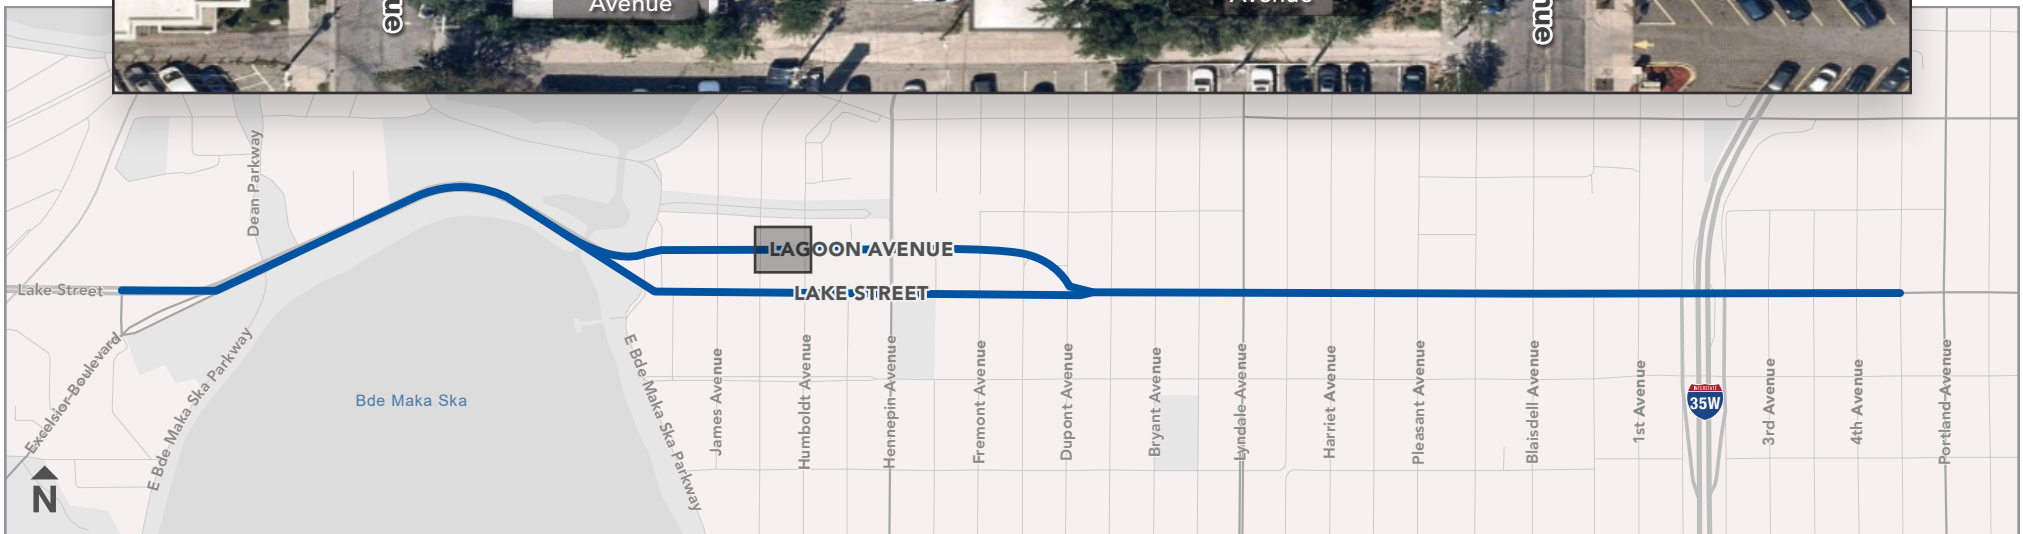 Avenue
Avenue
Dean Parkway
LAGOON AVENUE
LAKE STREET
Lake Street
Excelsior Boulevard
E Bde Maka Ska Parkway
Bde Maka Ska
E Bde Maka Ska Parkway
James Avenue
Humboldt Avenue
Hennepin Avenue
Fremont Avenue
Dupont Avenue
Bryant Avenue
Lyndale Avenue
Harriet Avenue
Pleasant Avenue
Blaisdell Avenue
1st Avenue
INTERSTATE
35W
3rd Avenue
4th Avenue
Portland Avenue
N